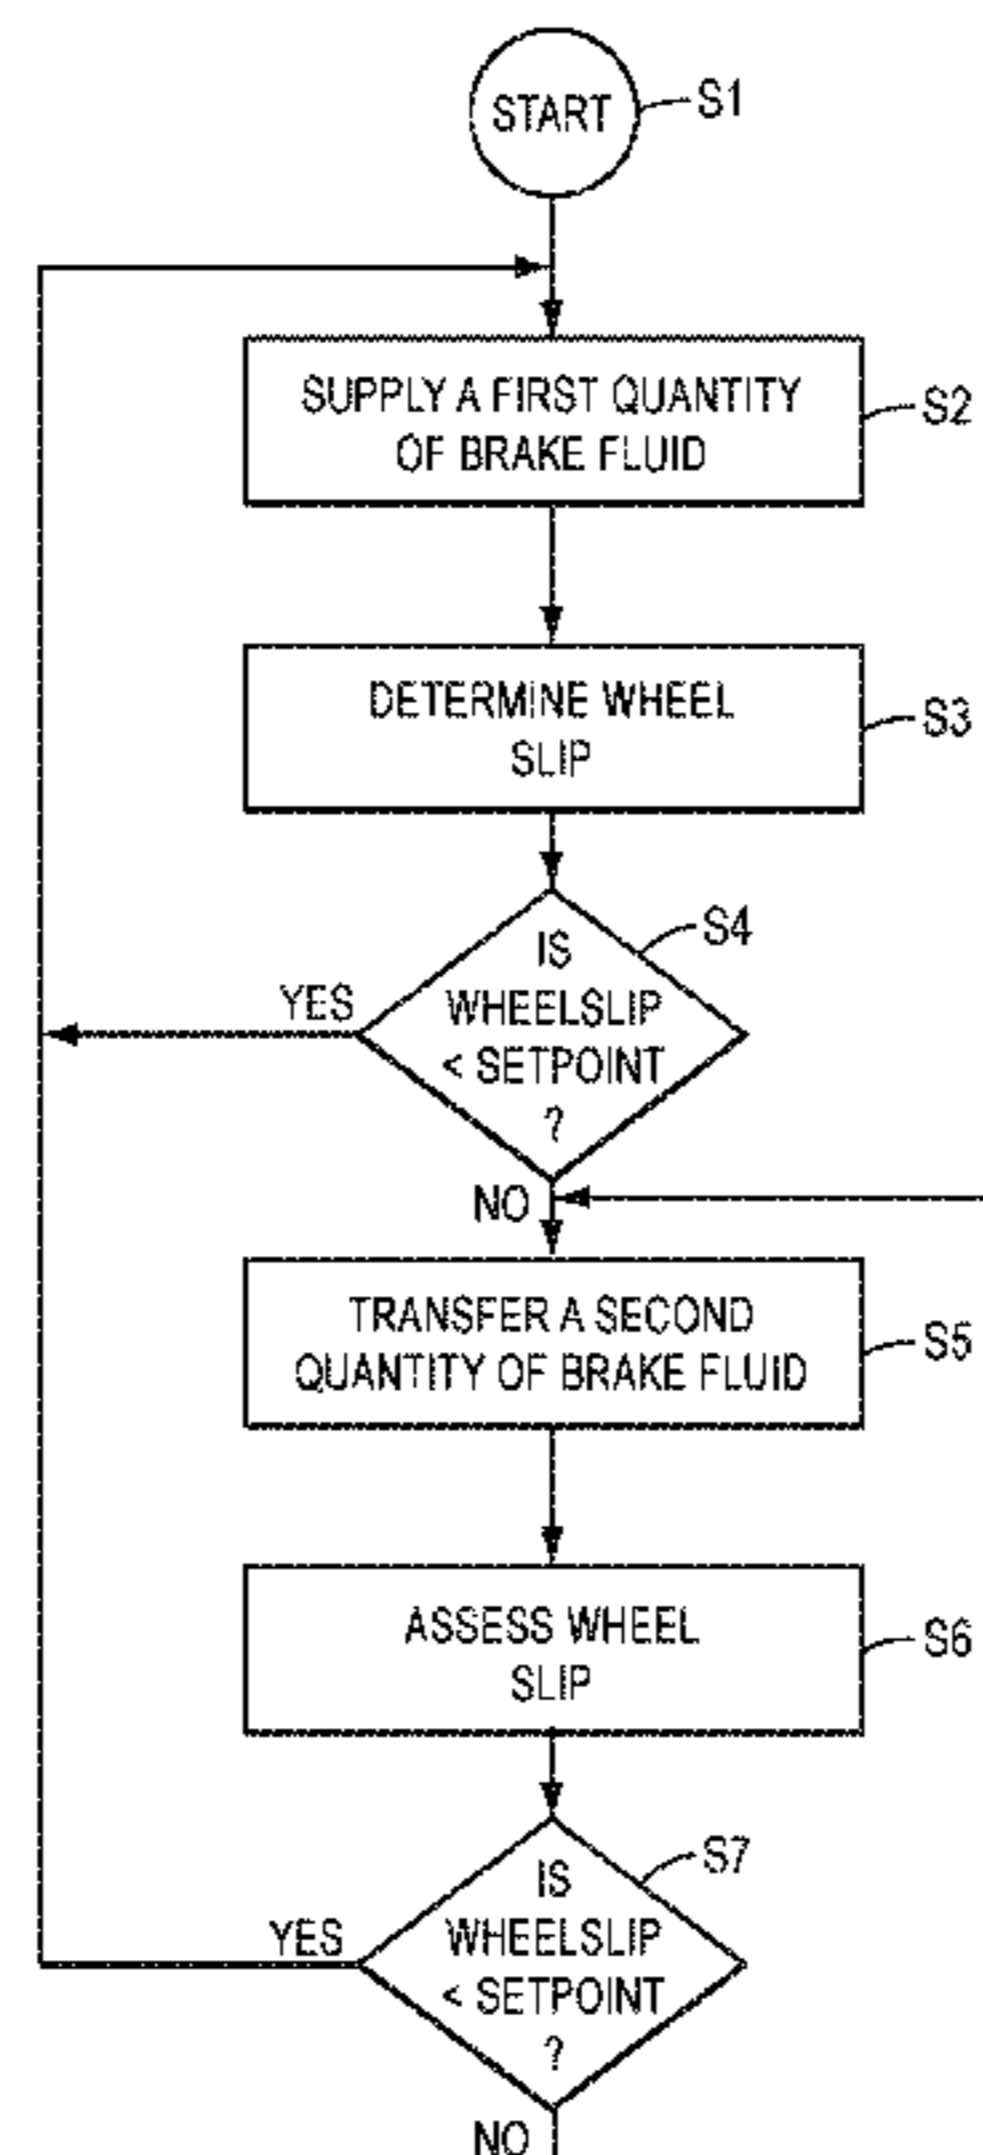 START
S1
SUPPLY A FIRST QUANTITY
OF BRAKE FLUID
S2
DETERMINE WHEEL
SLIP
S3
S4
IS
WHEELSLIP
< SETPOINT
?
YES
NO
TRANSFER A SECOND
QUANTITY OF BRAKE FLUID
S5
ASSESS WHEEL
SLIP
S6
S7
IS
WHEELSLIP
< SETPOINT
?
YES
NO